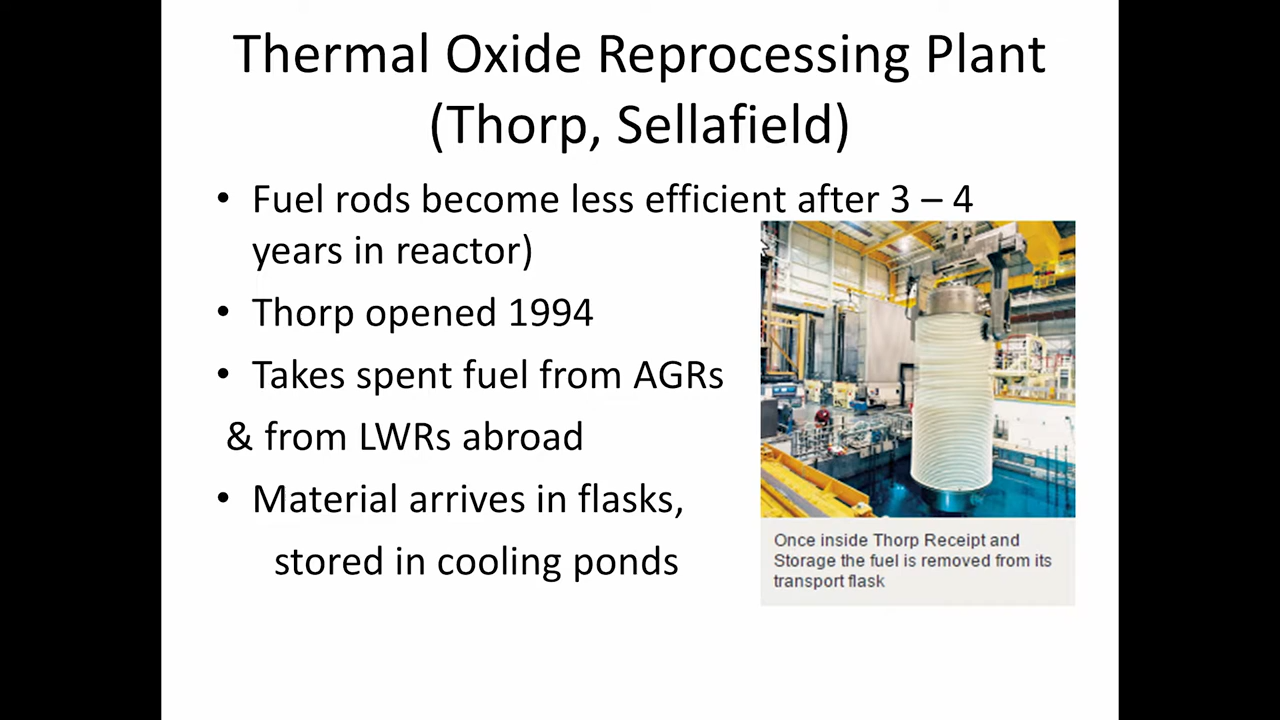 Thermal Oxide Reprocessing Plant
(Thorp, Sellafield)
• Fuel rods become less efficient after 3 – 4
years in reactor)
• Thorp opened 1994
• Takes spent fuel from AGRs
& from LWRs abroad
• Material arrives in flasks,
stored in cooling ponds
Once inside Thorp Receipt and
Storage the fuel is removed from its
transport flask